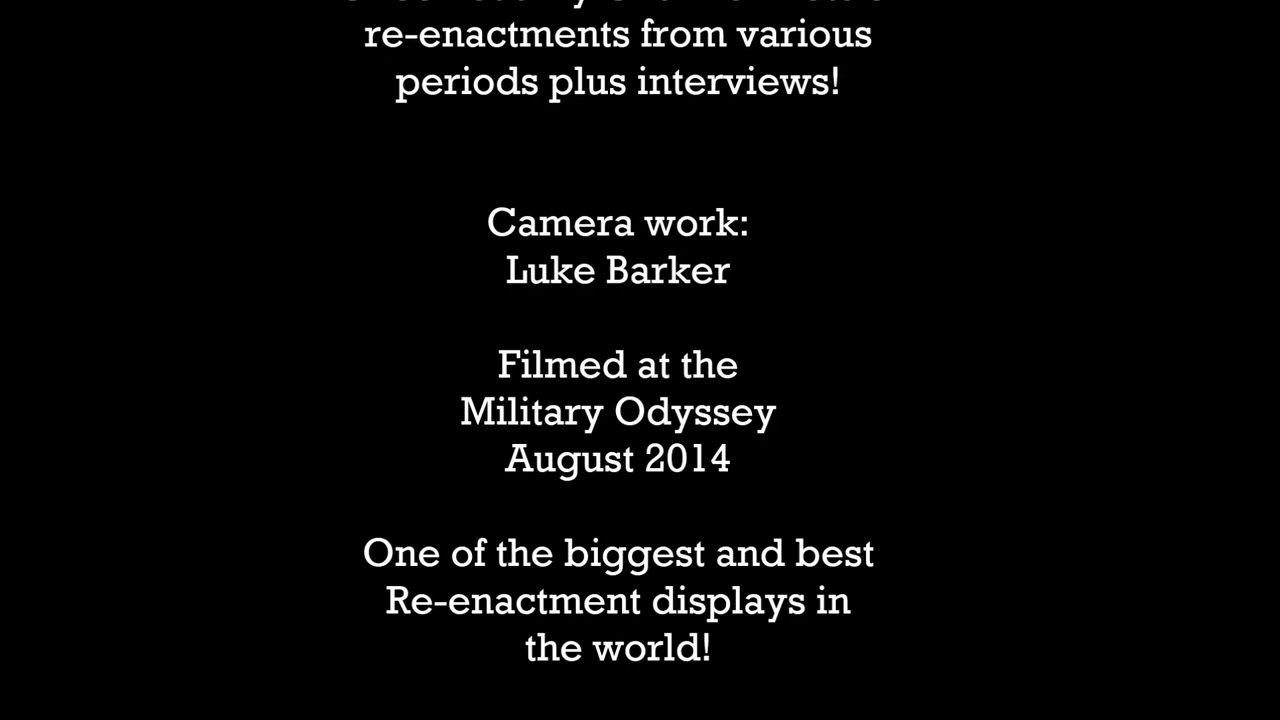 re-enactments from various
periods plus interviews!
Camera work:
Luke Barker
Filmed at the
Military Odyssey
August 2014
One of the biggest and best
Re-enactment displays in
the world!